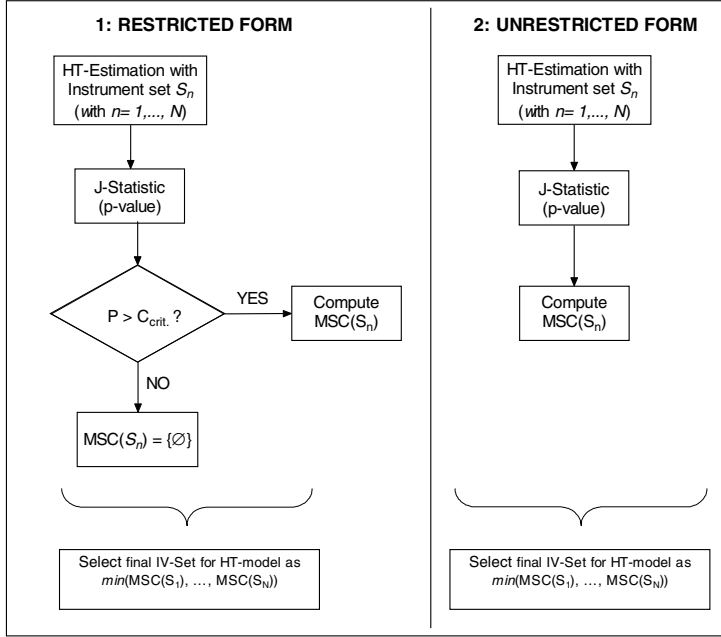 1: RESTRICTED FORM
HT-Estimation with
Instrument set Sₙ
(with n= 1,..., N)
J-Statistic
(p-value)
P > C_crit. ?
YES
Compute
MSC(Sₙ)
NO
MSC(Sₙ) = {∅}
Select final IV-Set for HT-model as
min(MSC(S₁), …, MSC(S_N))
2: UNRESTRICTED FORM
HT-Estimation with
Instrument set Sₙ
(with n= 1,..., N)
J-Statistic
(p-value)
Compute
MSC(Sₙ)
Select final IV-Set for HT-model as
min(MSC(S₁), …, MSC(S_N))